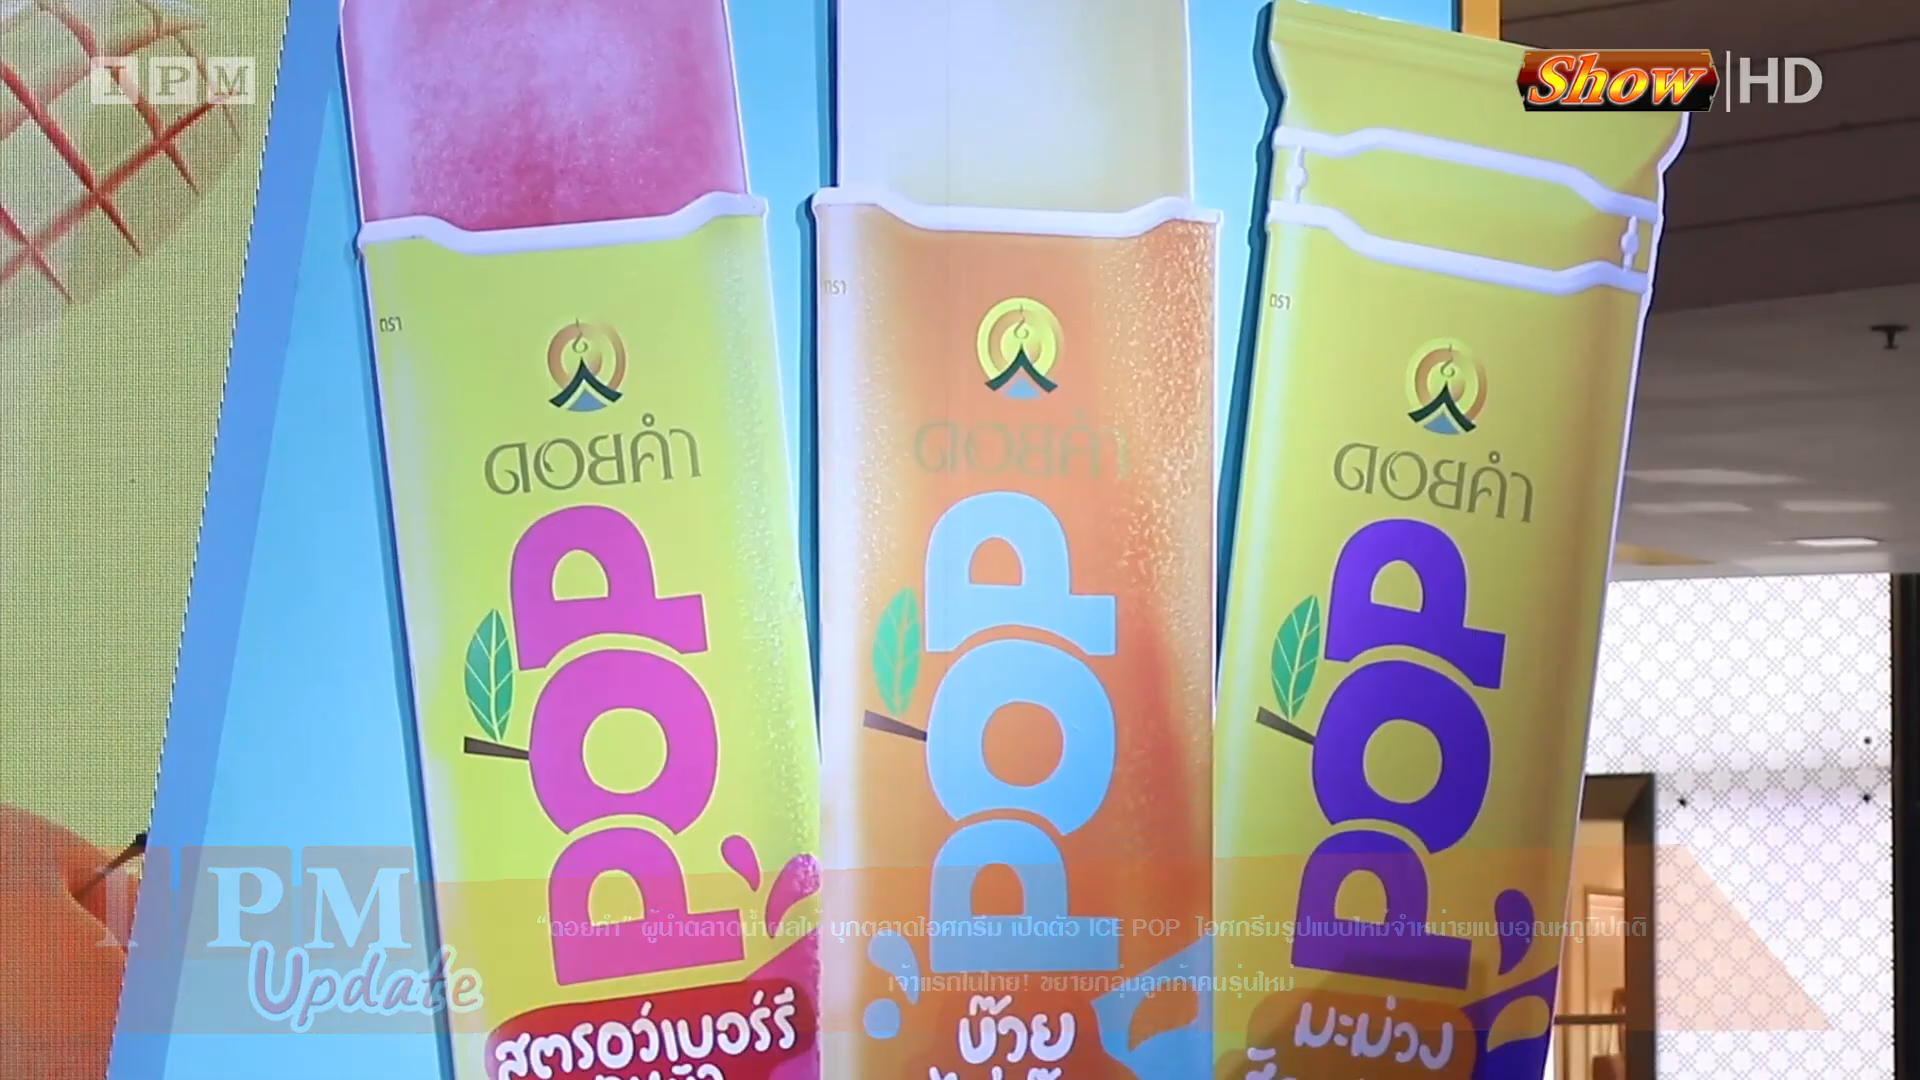 IPM
Show HD
ตรา
ดอยคำ
POP
สตรอว์เบอร์รี
ตรา
ดอยคำ
POP
บ๊วย
ตรา
ดอยคำ
POP
มะม่วง
IPM
Update
“ดอยคำ” ผู้นำตลาดน้ำผลไม้ บุกตลาดไอศกรีม เปิดตัว ICE POP ไอศกรีมรูปแบบใหม่จำหน่ายแบบอุณหภูมิปกติ
เจ้าแรกในไทย! ขยายกลุ่มลูกค้าคนรุ่นใหม่